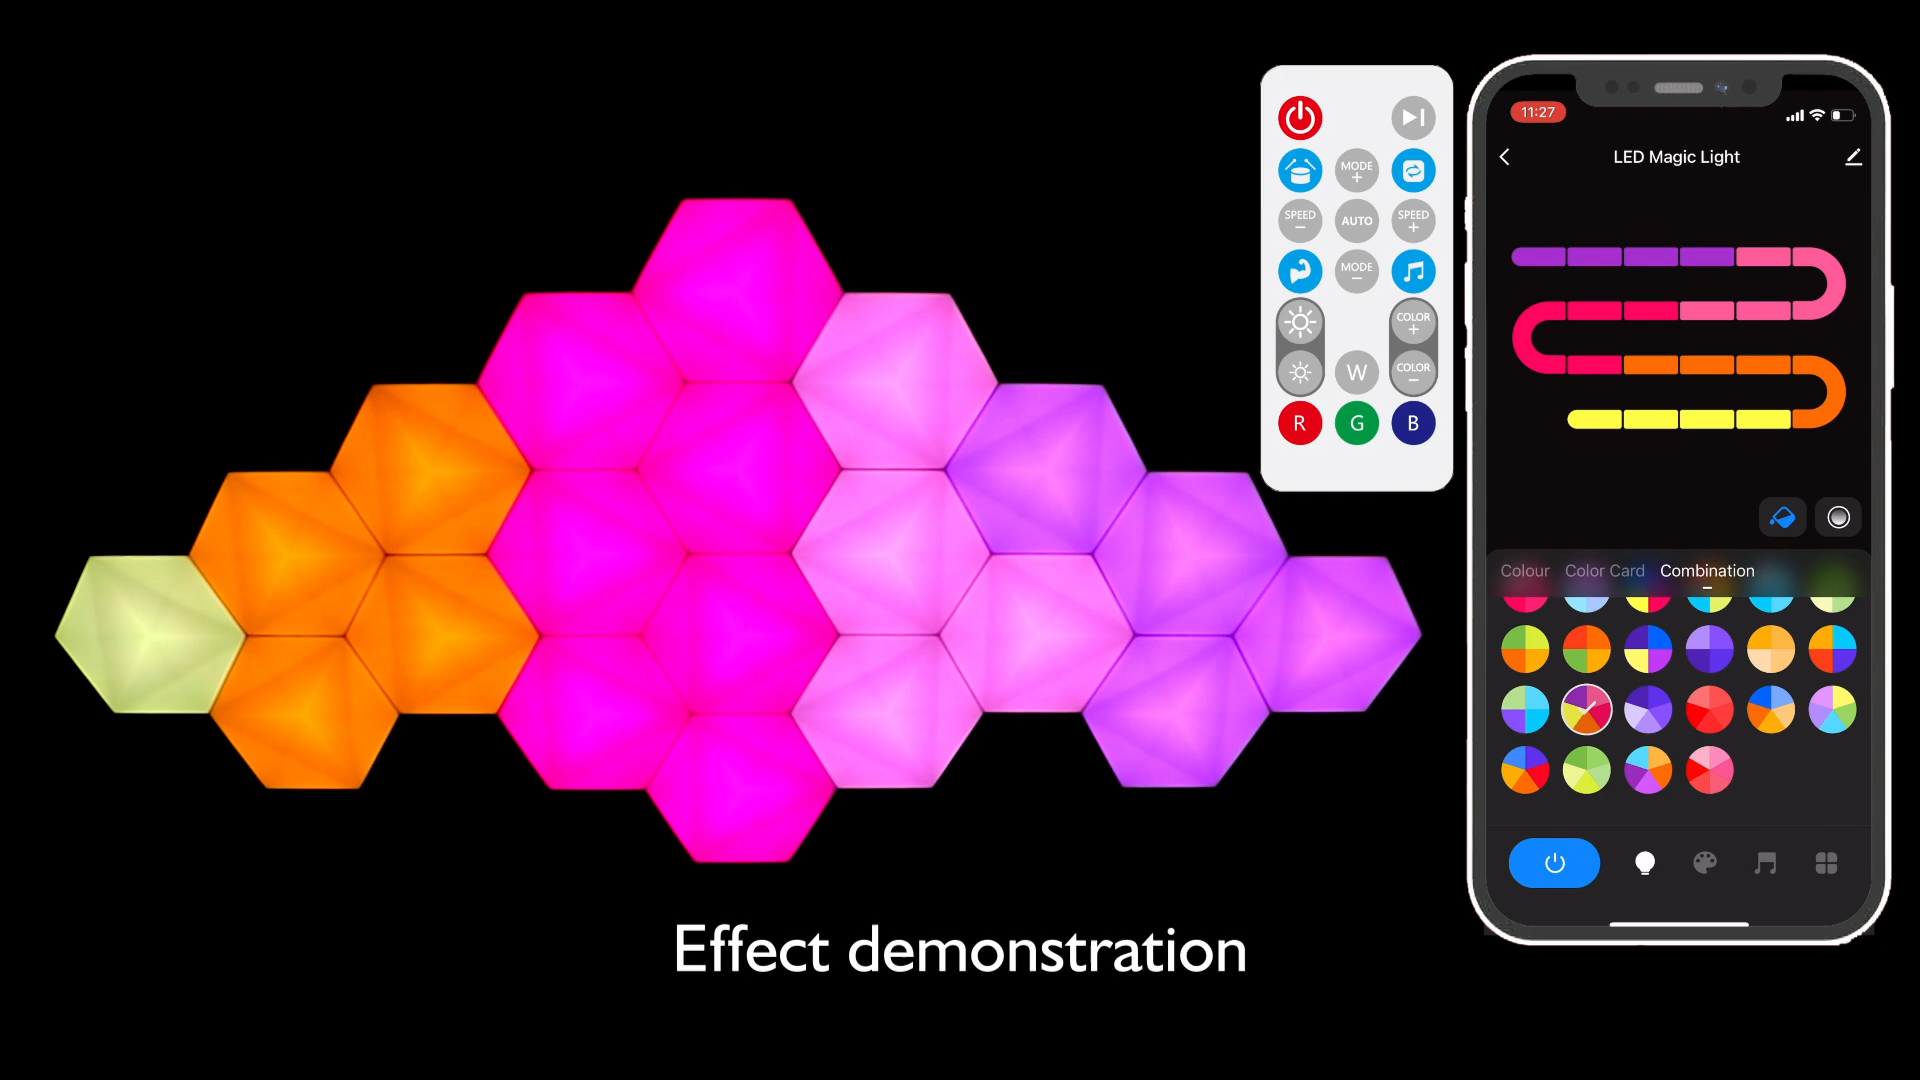 11:27
LED Magic Light
MODE
+
SPEED
−
AUTO
SPEED
+
MODE
−
COLOR
+
W
COLOR
−
R
G
B
Colour
Color Card
Combination
Effect demonstration